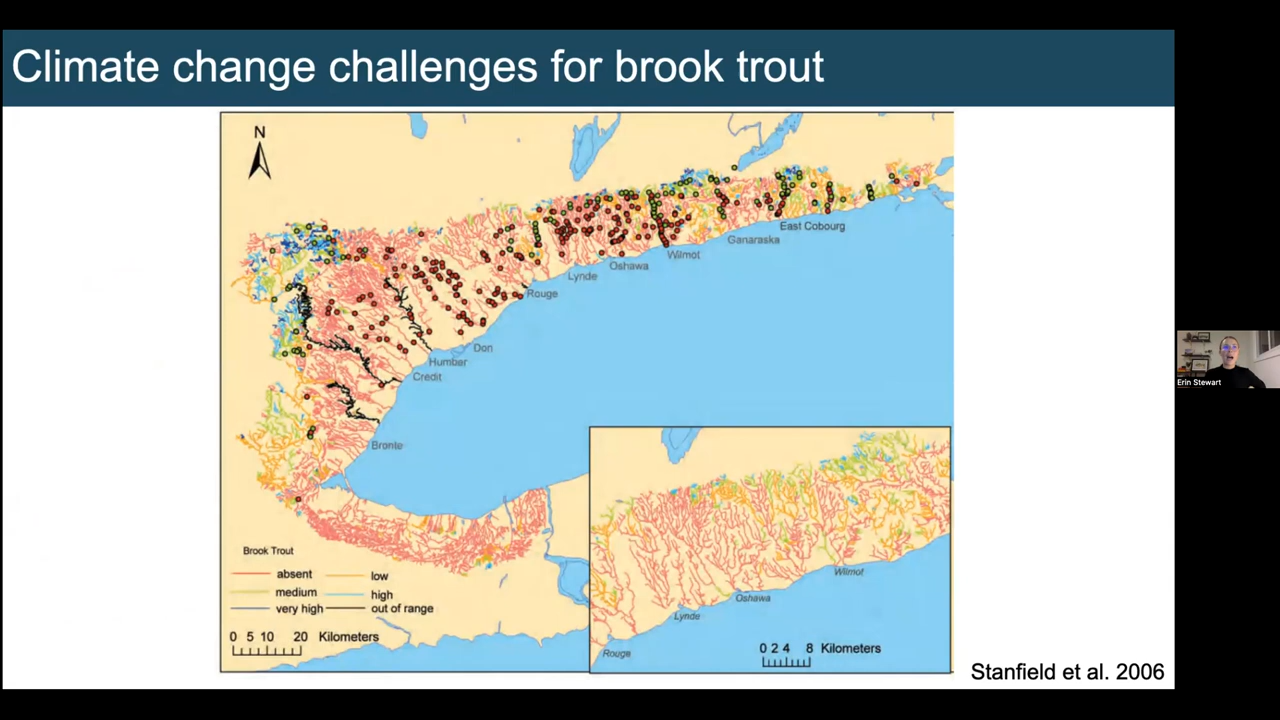 Climate change challenges for brook trout
N
East Cobourg
Ganaraska
Wilmot
Oshawa
Lynde
Rouge
Don
Humber
Credit
Bronte
Brook Trout
absent
low
medium
high
very high
out of range
0 5 10 20 Kilometers
Wilmot
Oshawa
Lynde
Rouge
0 2 4 8 Kilometers
Stanfield et al. 2006
Erin Stewart